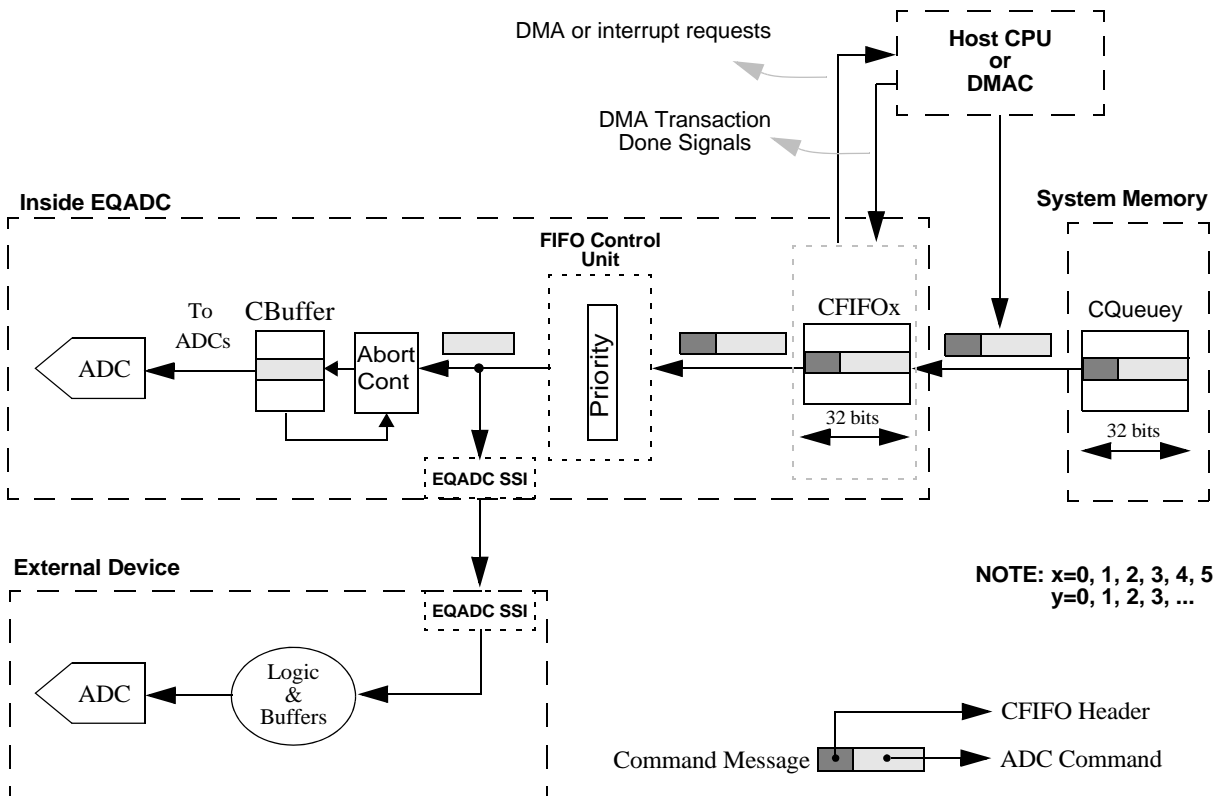 DMA or interrupt requests
Host CPU
or
DMAC
DMA Transaction
Done Signals
Inside EQADC
System Memory
FIFO Control
Unit
To
ADCs
CBuffer
CFIFOx
CQueuey
ADC
Abort
Cont
Priority
32 bits
32 bits
EQADC SSI
External Device
NOTE: x=0, 1, 2, 3, 4, 5
y=0, 1, 2, 3, ...
EQADC SSI
ADC
Logic
&
Buffers
CFIFO Header
Command Message
ADC Command